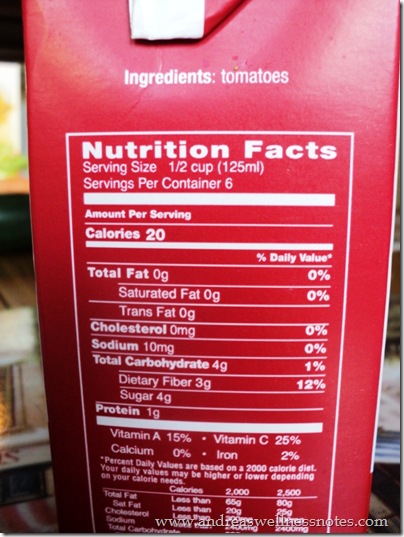 Ingredients: tomatoes
Nutrition Facts
Serving Size 1/2 cup (125ml)
Servings Per Container 6
Amount Per Serving
Calories 20
% Daily Value*
Total Fat 0g 0%
Saturated Fat 0g 0%
Trans Fat 0g
Cholesterol 0mg 0%
Sodium 10mg 0%
Total Carbohydrate 4g 1%
Dietary Fiber 3g 12%
Sugar 4g
Protein 1g
Vitamin A 15% • Vitamin C 25%
Calcium 0% • Iron 2%
*Percent Daily Values are based on a 2000 calorie diet.
Your daily values may be higher or lower depending
on your calorie needs.
Calories 2,000 2,500
Total Fat Less than 65g 80g
Sat Fat Less than 20g 25g
Cholesterol Less than
Sodium Less than 2400mg 2400mg
Total Carbohydrate
www.andreaswellnessnotes.com